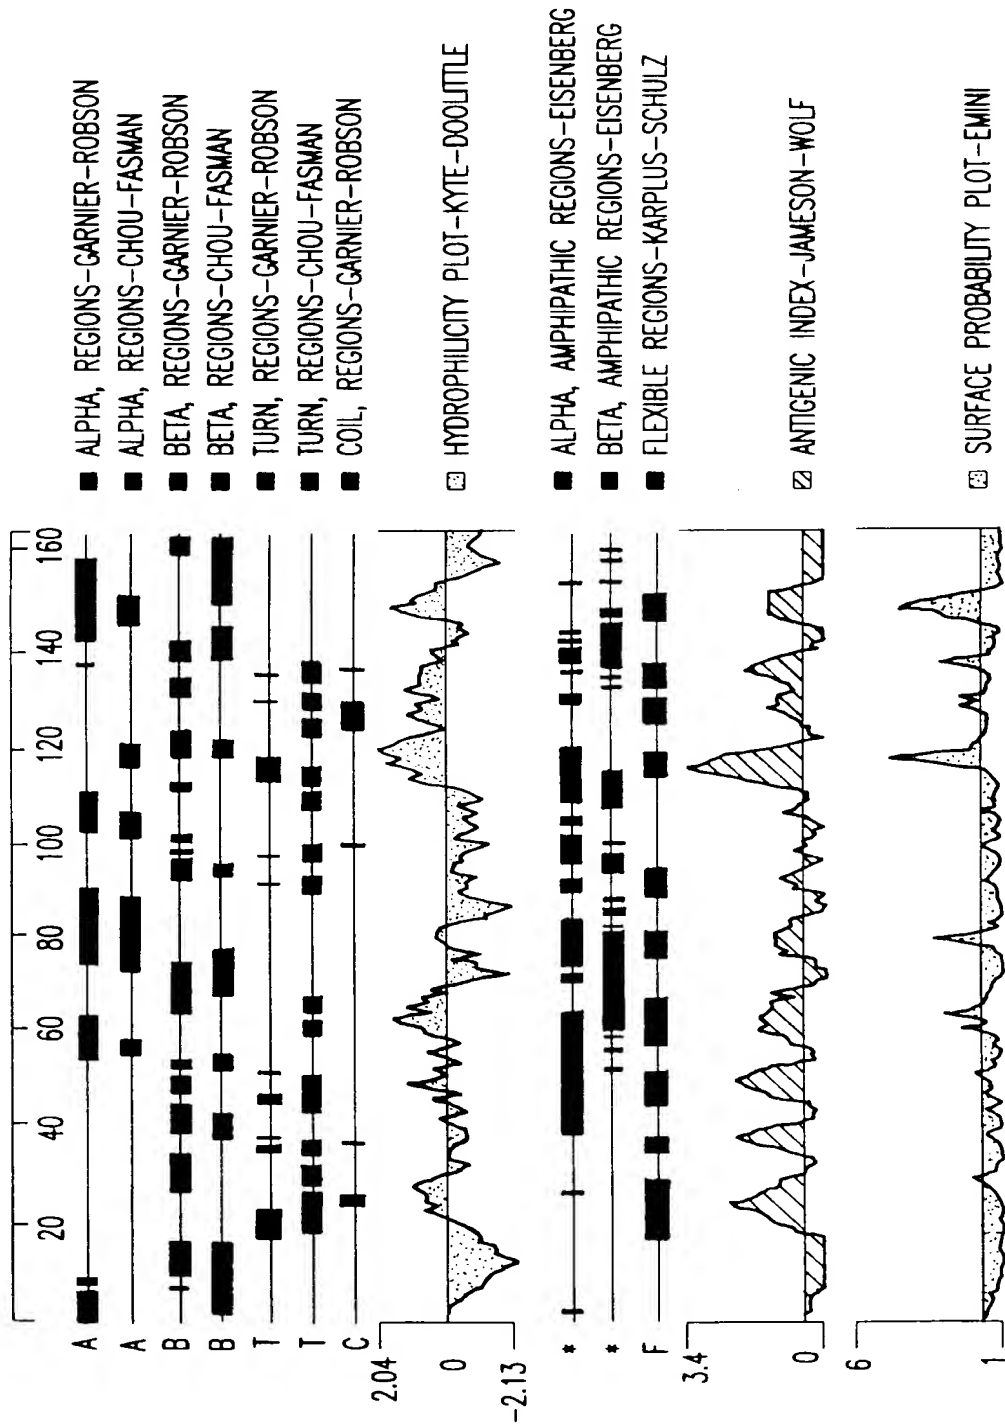 20 40 60 80 100 120 140 160
A ALPHA, REGIONS-GARNIER-ROBSON
A ALPHA, REGIONS-CHOU-FASMAN
B BETA, REGIONS-GARNIER-ROBSON
B BETA, REGIONS-CHOU-FASMAN
T TURN, REGIONS-GARNIER-ROBSON
T TURN, REGIONS-CHOU-FASMAN
C COIL, REGIONS-GARNIER-ROBSON
2.04
0 HYDROPHILICITY PLOT-KYTE-DOOLITTLE
-2.13
* ALPHA, AMPHIPATHIC REGIONS-EISENBERG
* BETA, AMPHIPATHIC REGIONS-EISENBERG
F FLEXIBLE REGIONS-KARPLUS-SCHULZ
3.4
0 ANTIGENIC INDEX-JAMESON-WOLF
6
1 SURFACE PROBABILITY PLOT-EMINI